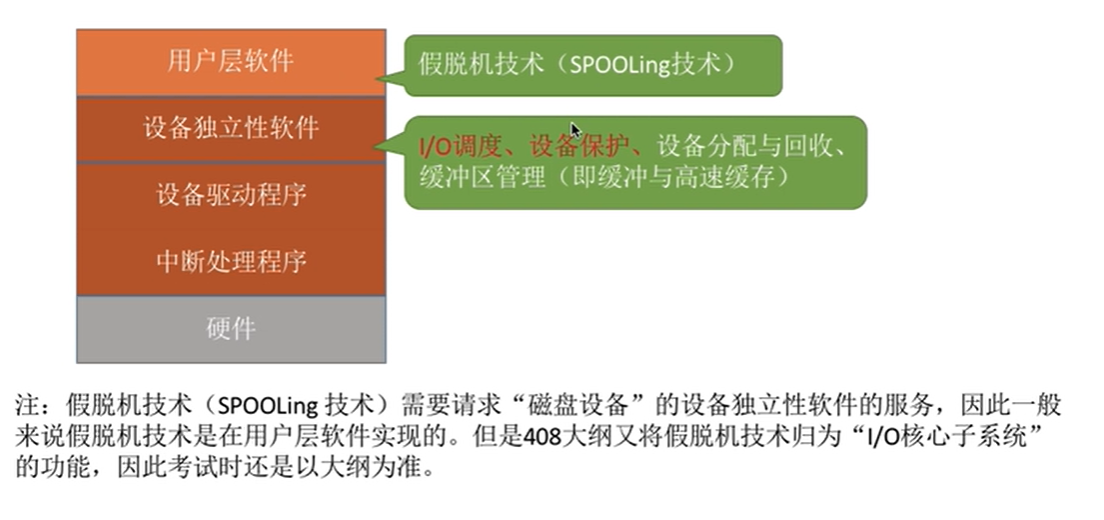 用户层软件
假脱机技术（SPOOLing技术）
设备独立性软件
I/O调度、设备保护、设备分配与回收、
缓冲区管理（即缓冲与高速缓存）
设备驱动程序
中断处理程序
硬件
注：假脱机技术（SPOOLing 技术）需要请求“磁盘设备”的设备独立性软件的服务，因此一般
来说假脱机技术是在用户层软件实现的。但是408大纲又将假脱机技术归为“I/O核心子系统”
的功能，因此考试时还是以大纲为准。